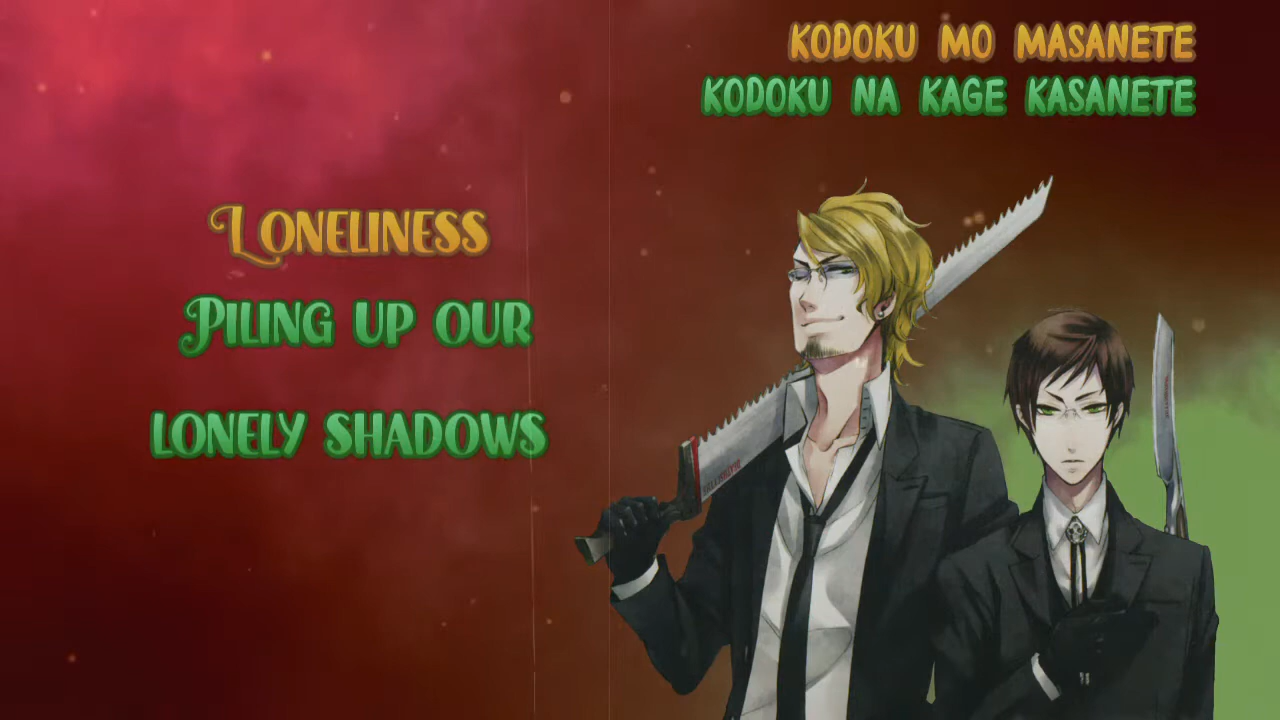 KODOKU MO MASANETE
KODOKU NA KAGE KASANETE
LONELINESS
PILING UP OUR
LONELY SHADOWS